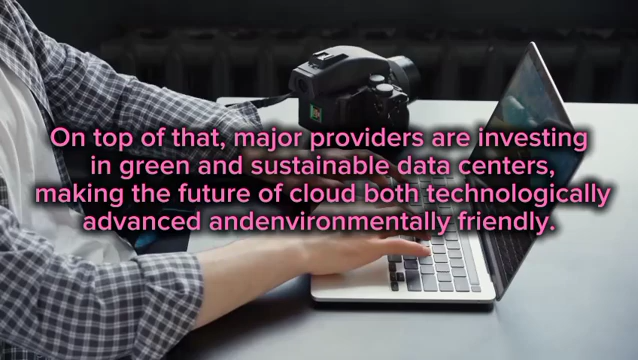 On top of that, major providers are investing
in green and sustainable data centers,
making the future of cloud both technologically
advanced andenvironmentally friendly.